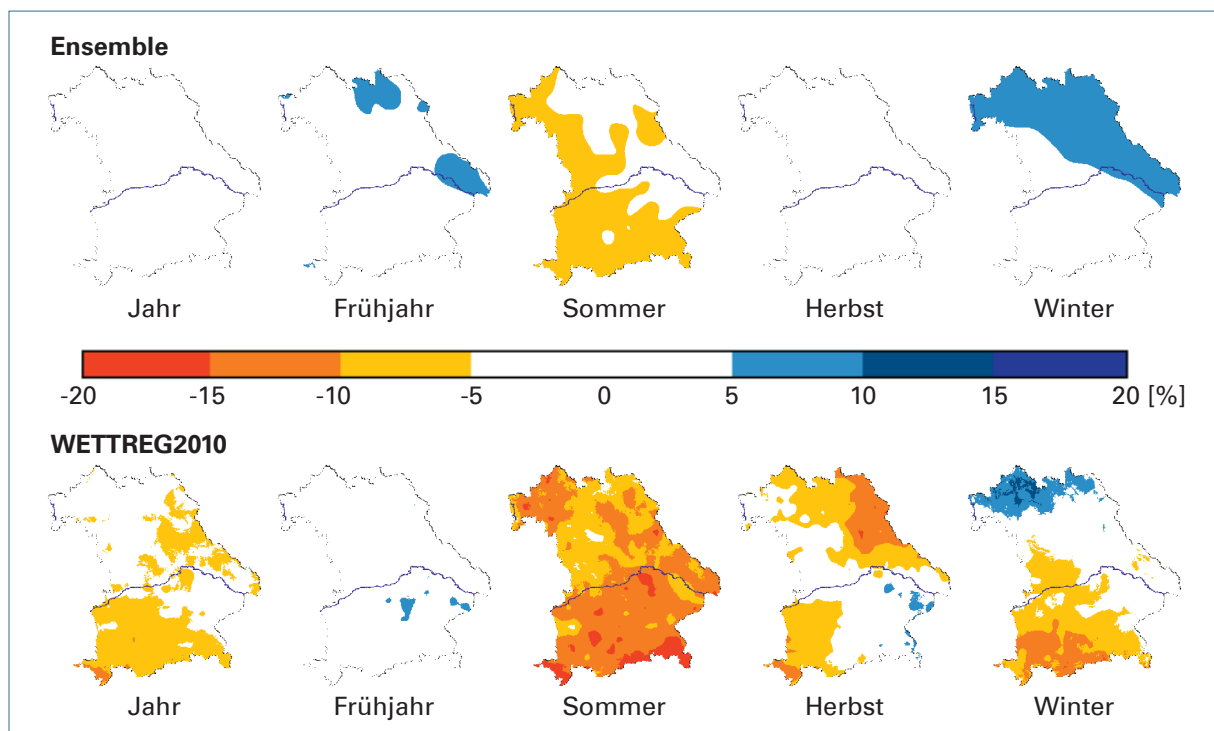 Ensemble
Jahr Frühjahr Sommer Herbst Winter
-20 -15 -10 -5 0 5 10 15 20 [%]
WETTREG2010
Jahr Frühjahr Sommer Herbst Winter